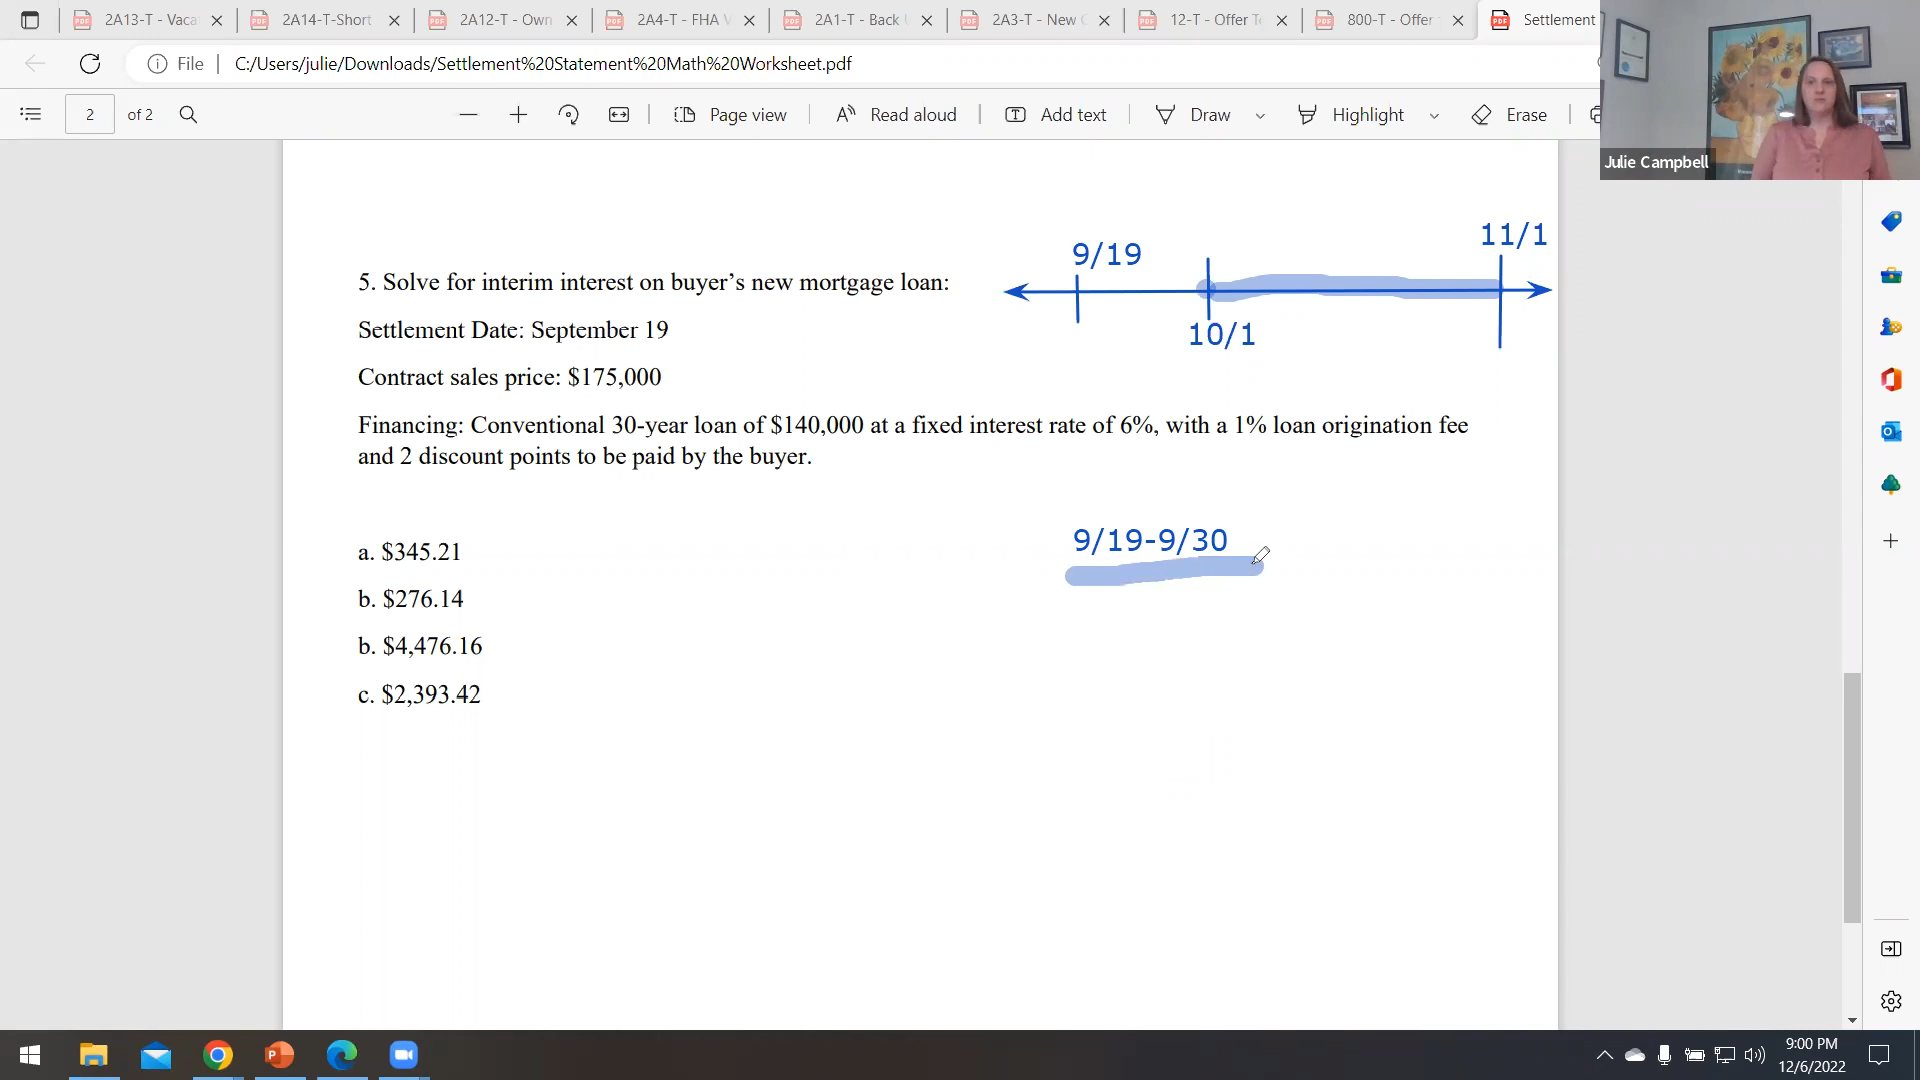 2A13-T - Vaca
2A14-T-Short
2A12-T - Own
2A4-T - FHA V
2A1-T - Back
2A3-T - New
12-T - Offer
800-T - Offer
Settlement
File
C:/Users/julie/Downloads/Settlement%20Statement%20Math%20Worksheet.pdf
2 of 2
Page view
Read aloud
Add text
Draw
Highlight
Erase
Julie Campbell
11/1
9/19
5. Solve for interim interest on buyer’s new mortgage loan:
10/1
Settlement Date: September 19
Contract sales price: $175,000
Financing: Conventional 30-year loan of $140,000 at a fixed interest rate of 6%, with a 1% loan origination fee
and 2 discount points to be paid by the buyer.
9/19-9/30
a. $345.21
b. $276.14
b. $4,476.16
c. $2,393.42
9:00 PM
12/6/2022